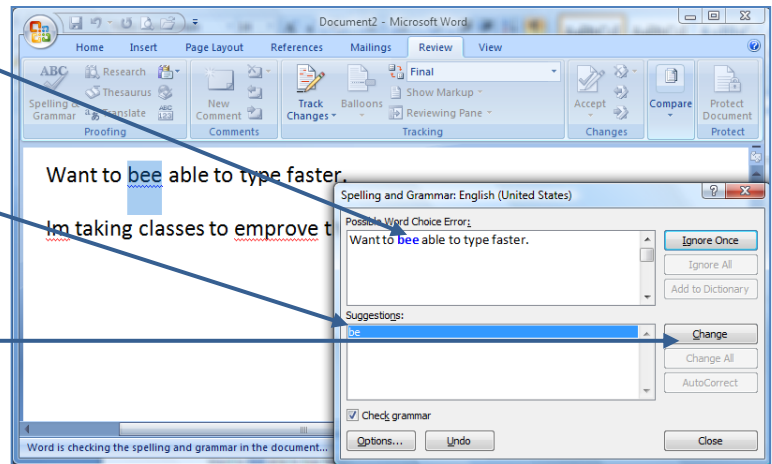 Document2 - Microsoft Word
Home Insert Page Layout References Mailings Review View
ABC Research Final
Thesaurus Show Markup
Spelling & Grammar Translate New Comment Track Changes Balloons Reviewing Pane Accept Compare Protect Document
Proofing Comments Tracking Changes Protect
Want to bee able to type faster.
Im taking classes to emprove t
Spelling and Grammar: English (United States)
Possible Word Choice Error:
Want to bee able to type faster.
Ignore Once
Ignore All
Add to Dictionary
Suggestions:
be
Change
Change All
AutoCorrect
Check grammar
Options... Undo Close
Word is checking the spelling and grammar in the document...